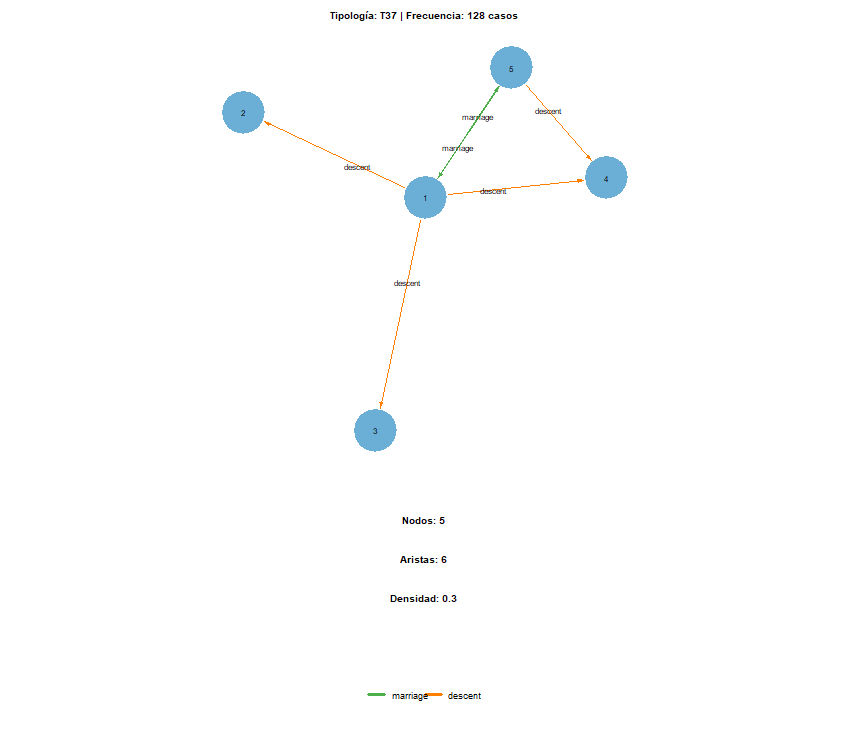 Tipología: T37 | Frecuencia: 128 casos
5
2
descent
marriage
marriage
descent
4
descent
1
descent
3
Nodos: 5
Aristas: 6
Densidad: 0.3
marriage descent